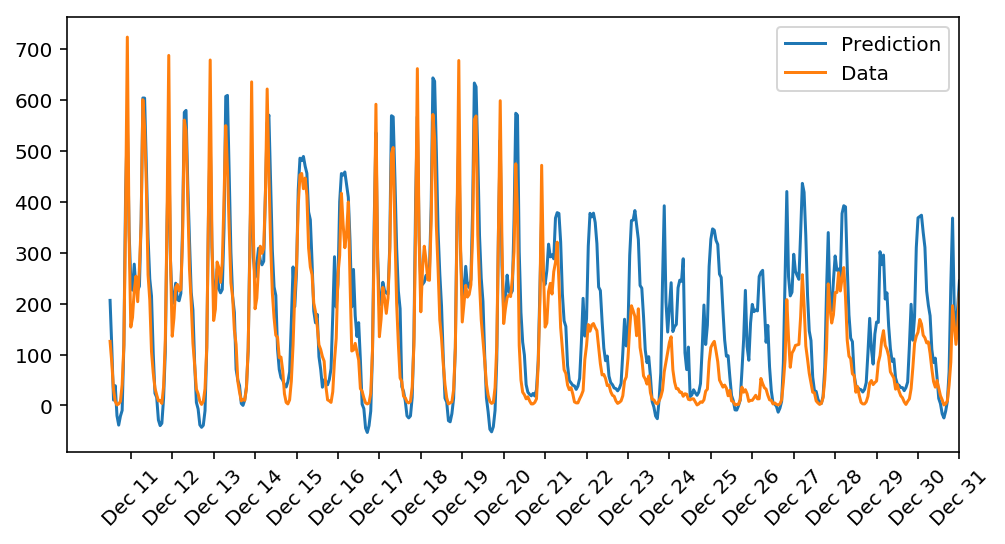 Prediction
Data
700
600
500
400
300
200
100
0
Dec 11
Dec 12
Dec 13
Dec 14
Dec 15
Dec 16
Dec 17
Dec 18
Dec 19
Dec 20
Dec 21
Dec 22
Dec 23
Dec 24
Dec 25
Dec 26
Dec 27
Dec 28
Dec 29
Dec 30
Dec 31